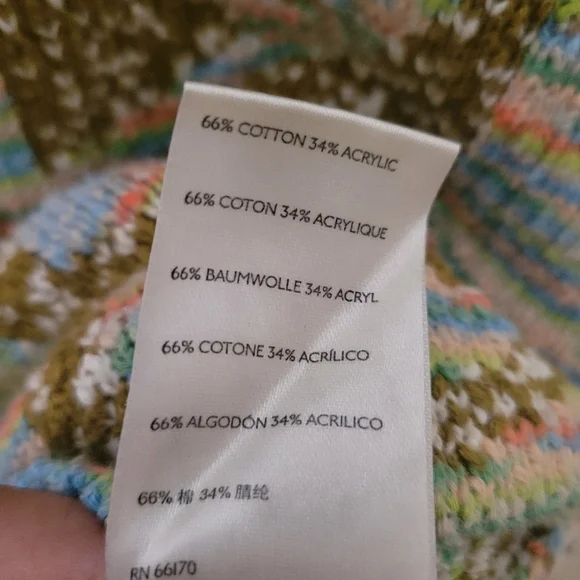 66% COTTON 34% ACRYLIC
66% COTON 34% ACRYLIQUE
66% BAUMWOLLE 34% ACRYL
66% COTONE 34% ACRÍLICO
66% ALGODÓN 34% ACRILICO
66% 棉 34% 腈纶
RN 66170